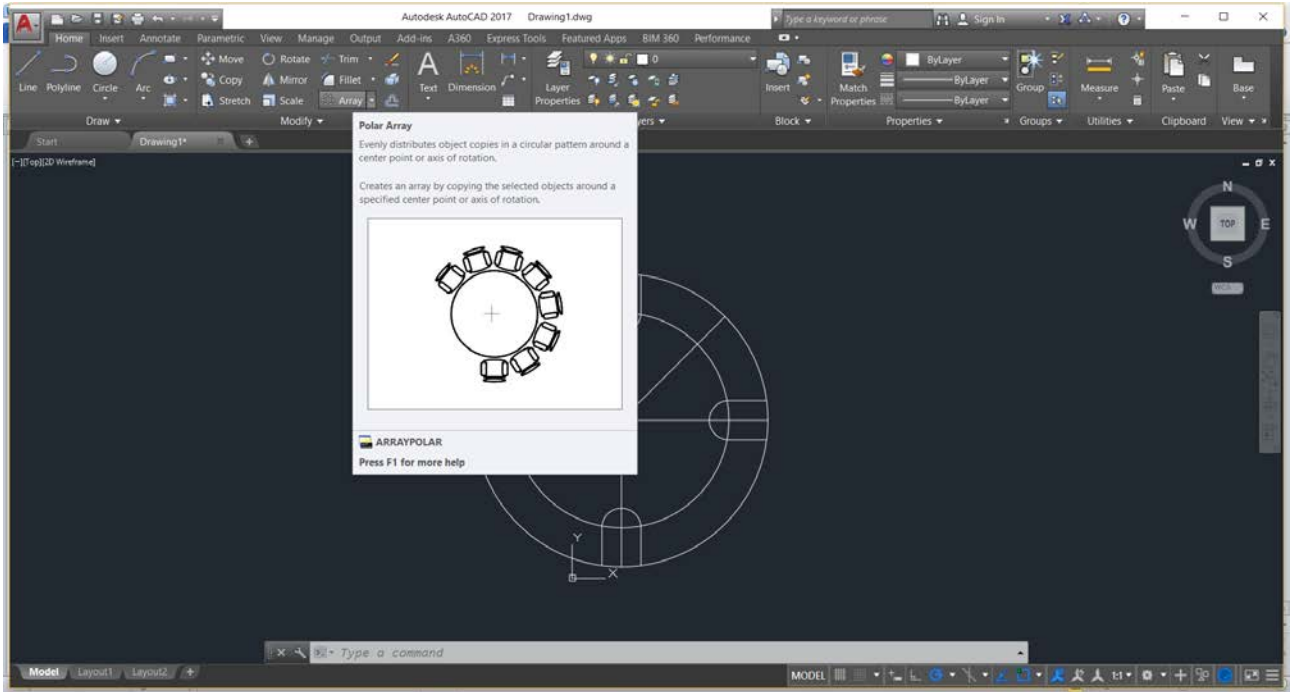 Autodesk AutoCAD 2017 Drawing1.dwg
Type a keyword or phrase
Sign In
Home Insert Annotate Parametric View Manage Output Add-ins A360 Express Tools Featured Apps BIM 360 Performance
Line Polyline Circle Arc
Move Copy Stretch
Rotate Mirror Scale
Trim Fillet Array
Text Dimension
Layer Properties
0
Insert
Match Properties
ByLayer
ByLayer
ByLayer
Group
Measure
Paste
Base
Draw
Modify
yers
Block
Properties
Groups
Utilities
Clipboard
View
Start
Drawing1*
[−][Top][2D Wireframe]
Polar Array
Evenly distributes object copies in a circular pattern around a
center point or axis of rotation.
Creates an array by copying the selected objects around a
specified center point or axis of rotation.
ARRAYPOLAR
Press F1 for more help
N
W TOP E
S
Y
X
Type a command
Model Layout1 Layout2 +
MODEL
1:1